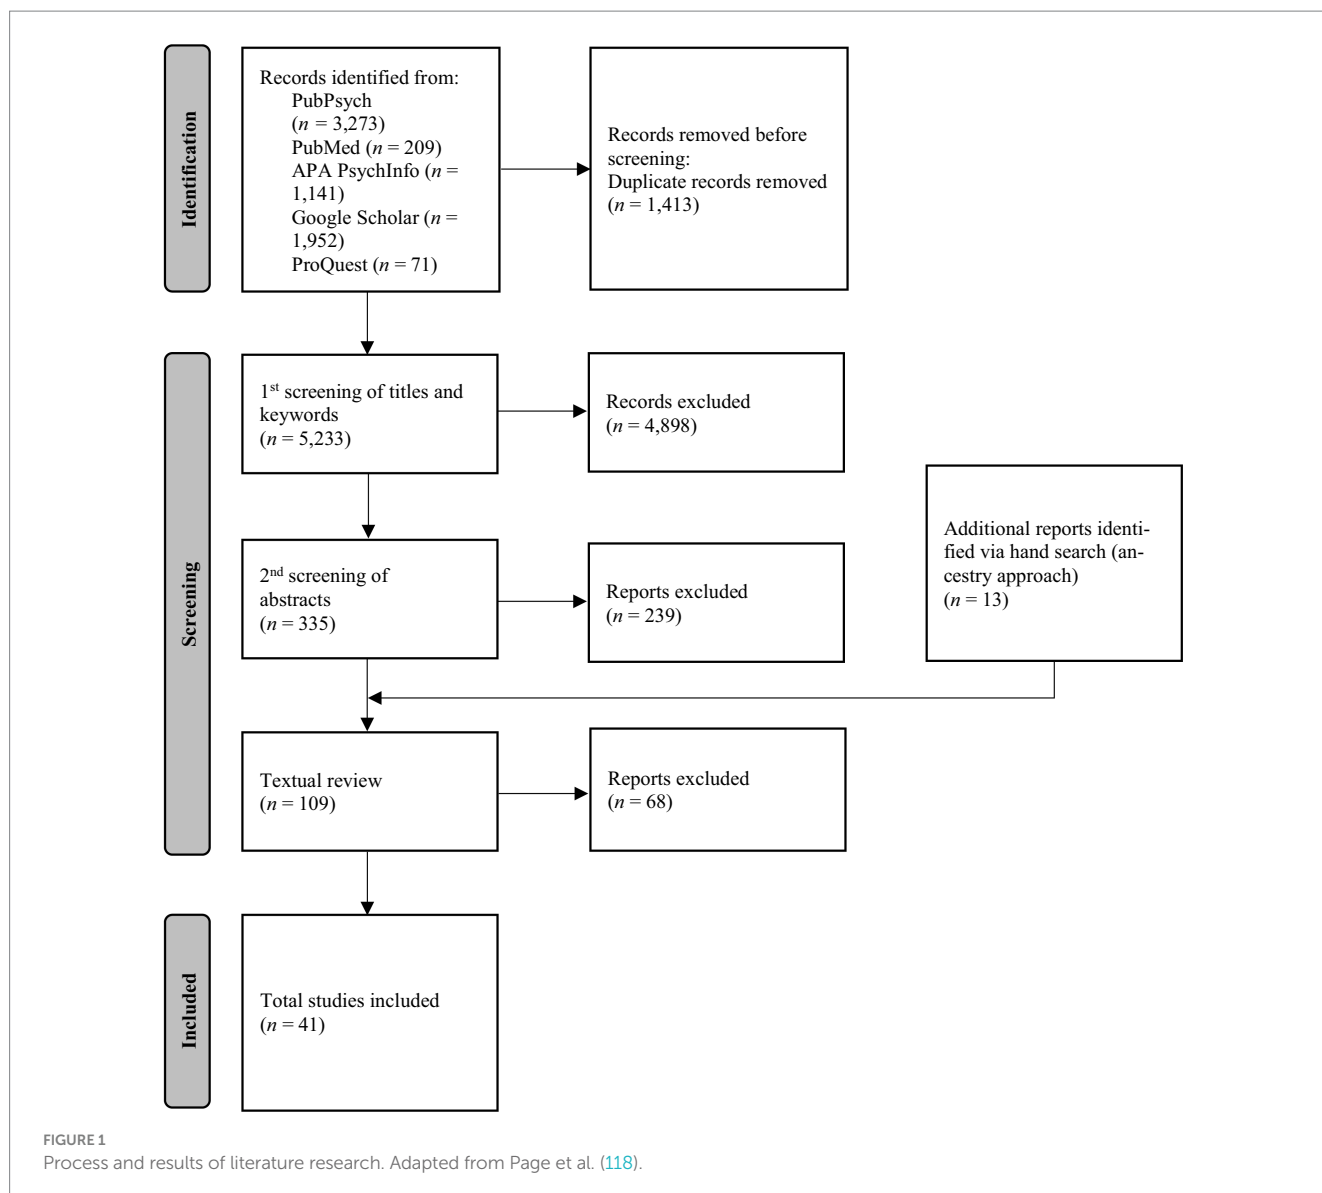 Identification
Records identified from:
PubPsych
(n = 3,273)
PubMed (n = 209)
APA PsychInfo (n =
1,141)
Google Scholar (n =
1,952)
ProQuest (n = 71)
Records removed before
screening:
Duplicate records removed
(n = 1,413)
Screening
1st screening of titles and
keywords
(n = 5,233)
Records excluded
(n = 4,898)
2nd screening of
abstracts
(n = 335)
Reports excluded
(n = 239)
Additional reports identi-
fied via hand search (an-
cestry approach)
(n = 13)
Textual review
(n = 109)
Reports excluded
(n = 68)
Included
Total studies included
(n = 41)
FIGURE 1
Process and results of literature research. Adapted from Page et al. (118).